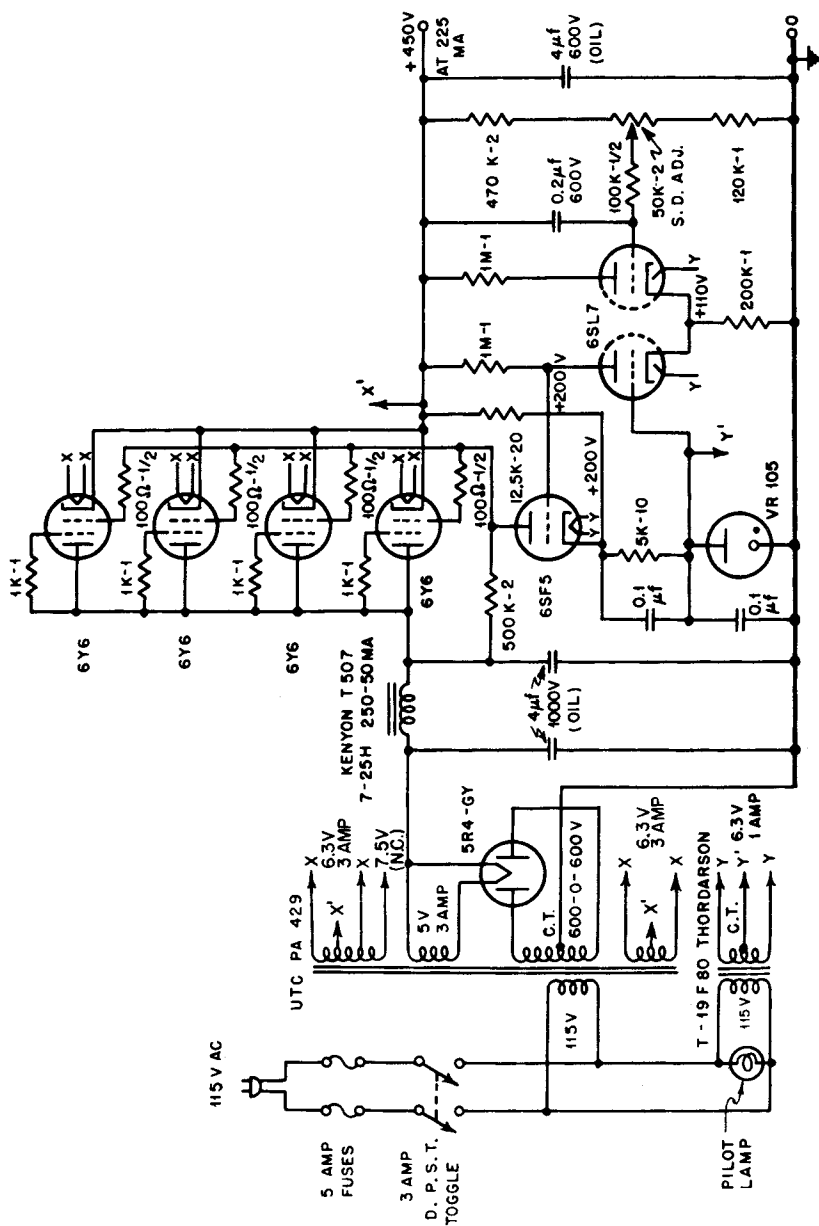 115 V AC
5 AMP
FUSES
3 AMP
D. P. S. T.
TOGGLE
PILOT
LAMP
UTC PA 429
X
6.3V
3 AMP
X'
X
7.5V
(N.C.)
5V
3 AMP
5R4-GY
C.T.
600-0-600V
115V
X
6.3V
3 AMP
X'
X
T-19 F 80 THORDARSON
115V
Y
C.T.
Y' 6.3V
1 AMP
Y
KENYON T 507
7-25H 250-50MA
4µf
1000V
(OIL)
6Y6
6Y6
6Y6
6Y6
1K-1
1K-1
1K-1
1K-1
X
X
X
X
X
X
X
X
100Ω-1/2
100Ω-1/2
100Ω-1/2
100Ω-1/2
X'
500 K-2
6SF5
12.5K-20
+200V
Y
Y
+200V
5K-10
0.1
µf
0.1
µf
VR 105
Y'
1M-1
1M-1
6SL7
Y
Y
+110V
200K-1
0.2µf
600V
100K-1/2
50K-2
S. D. ADJ.
470 K-2
120K-1
+450V
AT 225
MA
4µf
600V
(OIL)
0